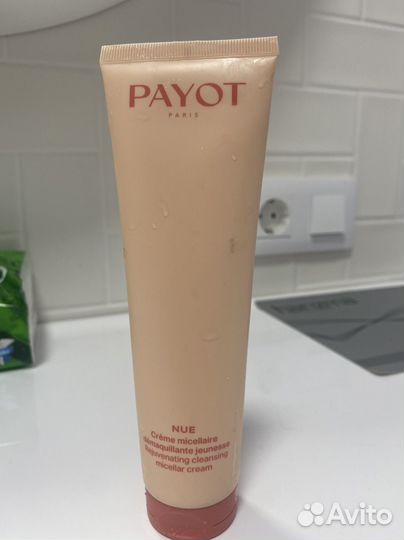 PAYOT
PARIS
NUE
Crème micellaire
démaquillante jeunesse
Rejuvenating cleansing
micellar cream
Avito